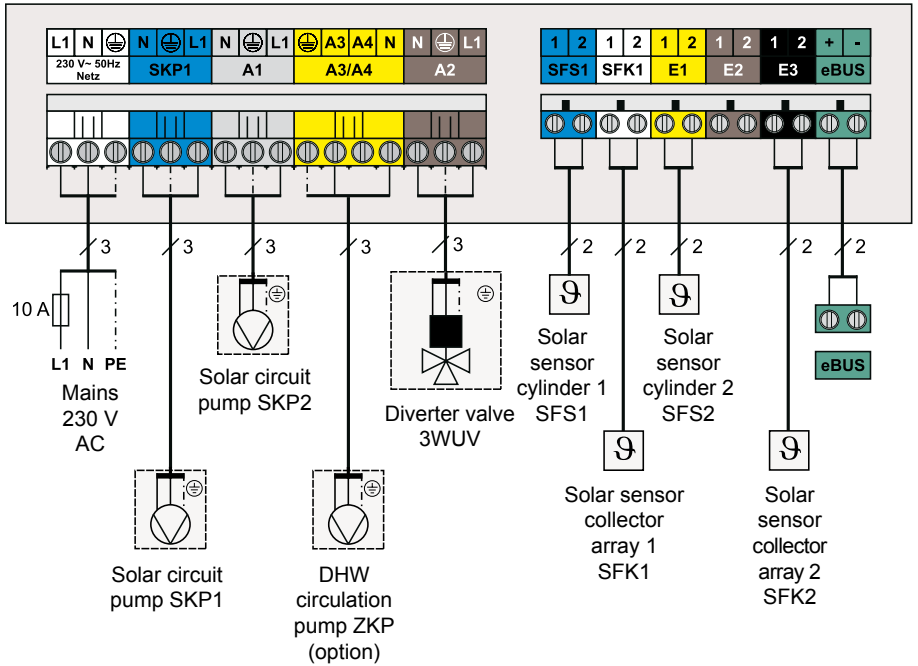 L1 N N L1 N L1 A3 A4 N N L1
230 V~ 50Hz
Netz
SKP1 A1 A3/A4 A2
1 2 1 2 1 2 1 2 1 2 + -
SFS1 SFK1 E1 E2 E3 eBUS
3 3 3 3 3 2 2 2 2 2
10 A
L1 N PE
Mains
230 V
AC
Solar circuit
pump SKP1
Solar circuit
pump SKP2
DHW
circulation
pump ZKP
(option)
Diverter valve
3WUV
ϑ
Solar
sensor
cylinder 1
SFS1
ϑ
Solar sensor
collector
array 1
SFK1
ϑ
Solar
sensor
cylinder 2
SFS2
ϑ
Solar
sensor
collector
array 2
SFK2
eBUS